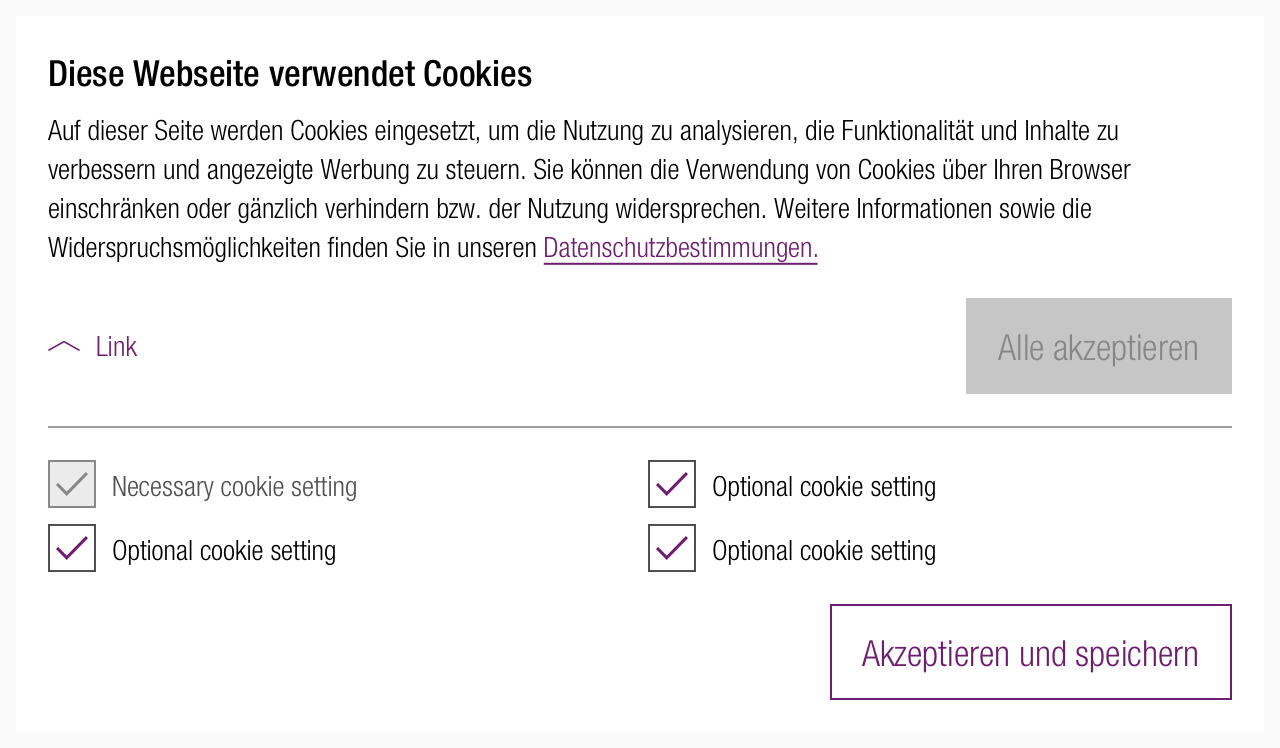 Diese Webseite verwendet Cookies
Auf dieser Seite werden Cookies eingesetzt, um die Nutzung zu analysieren, die Funktionalität und Inhalte zu
verbessern und angezeigte Werbung zu steuern. Sie können die Verwendung von Cookies über Ihren Browser
einschränken oder gänzlich verhindern bzw. der Nutzung widersprechen. Weitere Informationen sowie die
Widerspruchsmöglichkeiten finden Sie in unseren Datenschutzbestimmungen.
Link
Alle akzeptieren
Necessary cookie setting
Optional cookie setting
Optional cookie setting
Optional cookie setting
Akzeptieren und speichern